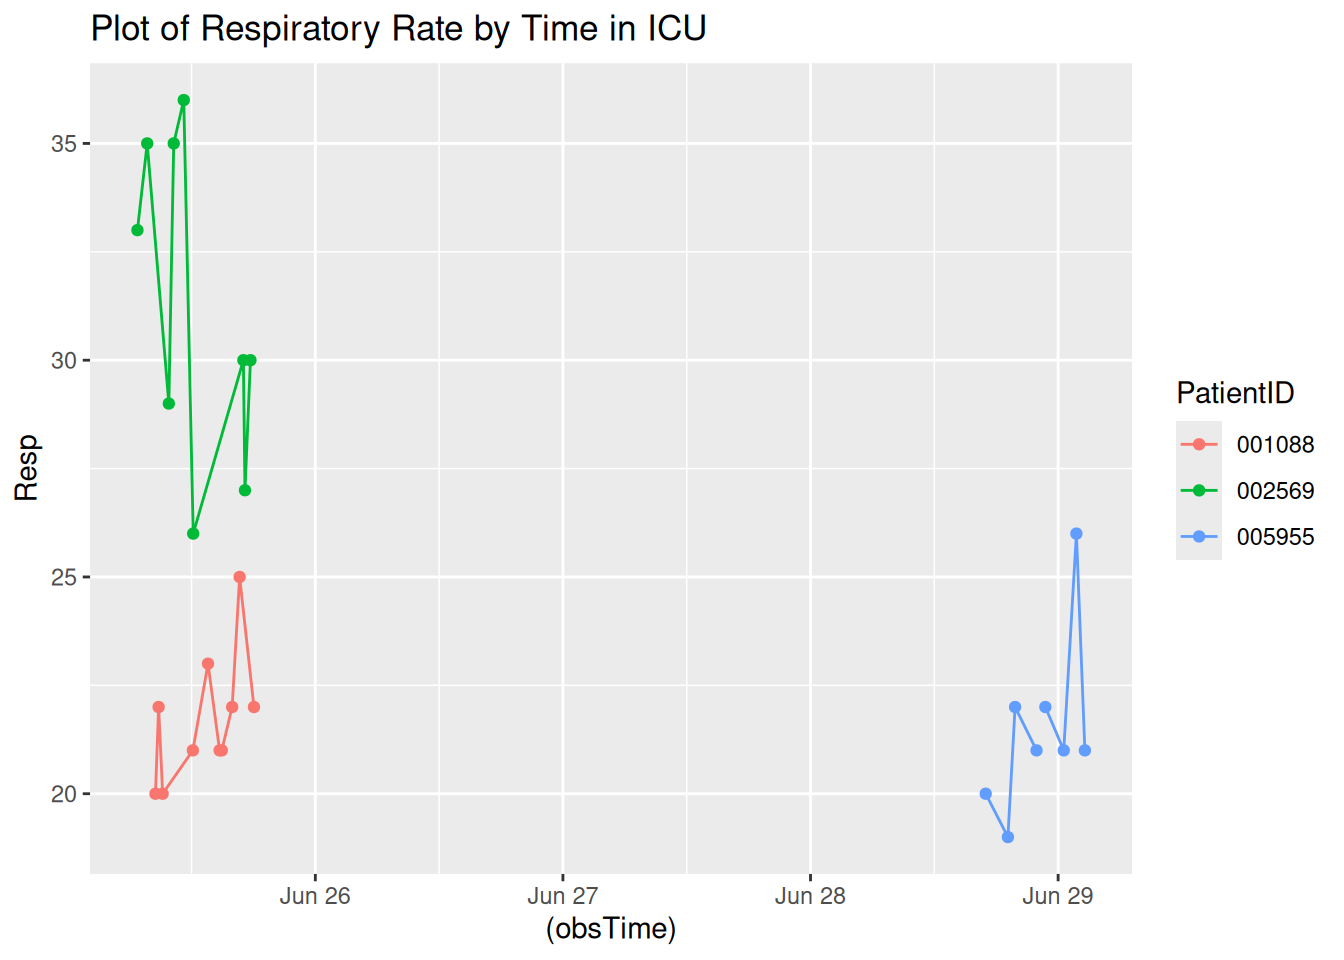 Plot of Respiratory Rate by Time in ICU
35
30
25
20
Resp
Jun 26
Jun 27
Jun 28
Jun 29
(obsTime)
PatientID
001088
002569
005955